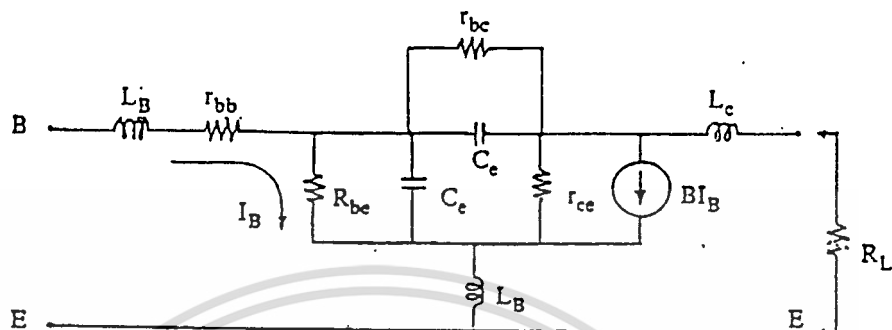 r_bc
L_B r_bb L_c
B
C_e
I_B R_be C_e r_ce BI_B R_L
L_B
E E